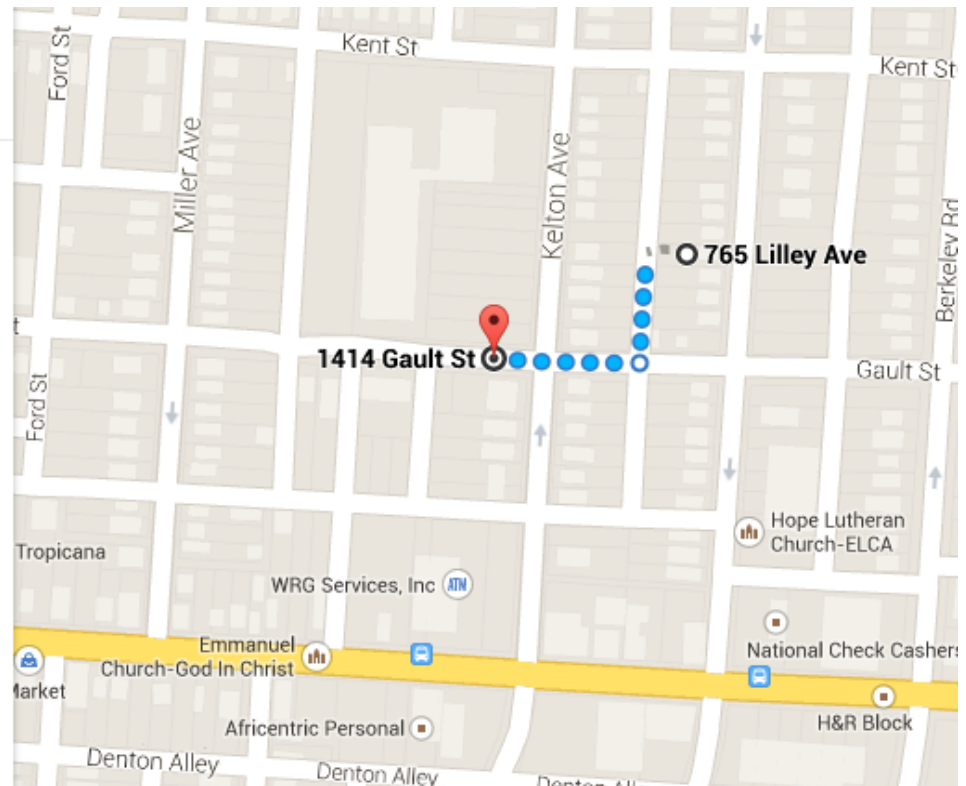 Ford St
Kent St
Kent St
Miller Ave
Kelton Ave
Berkeley Rd
765 Lilley Ave
t
1414 Gault St
Gault St
Ford St
Hope Lutheran
Church-ELCA
Tropicana
WRG Services, Inc
ATM
Emmanuel
Church-God In Christ
National Check Cashers
Market
H&R Block
Africentric Personal
Denton Alley
Denton Alley
Denton Alley